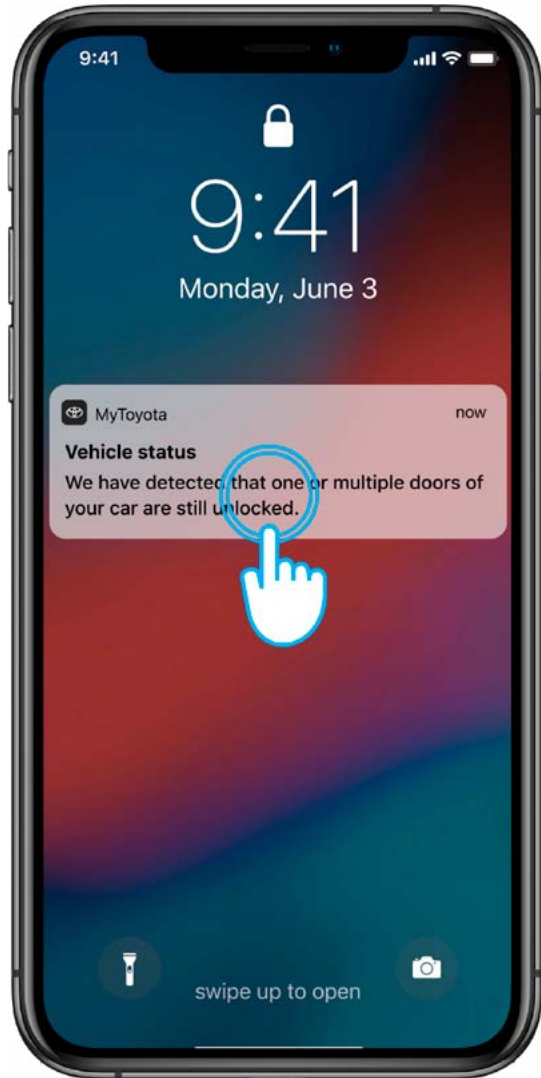 9:41
9:41
Monday, June 3
MyToyota now
Vehicle status
We have detected that one or multiple doors of
your car are still unlocked.
swipe up to open